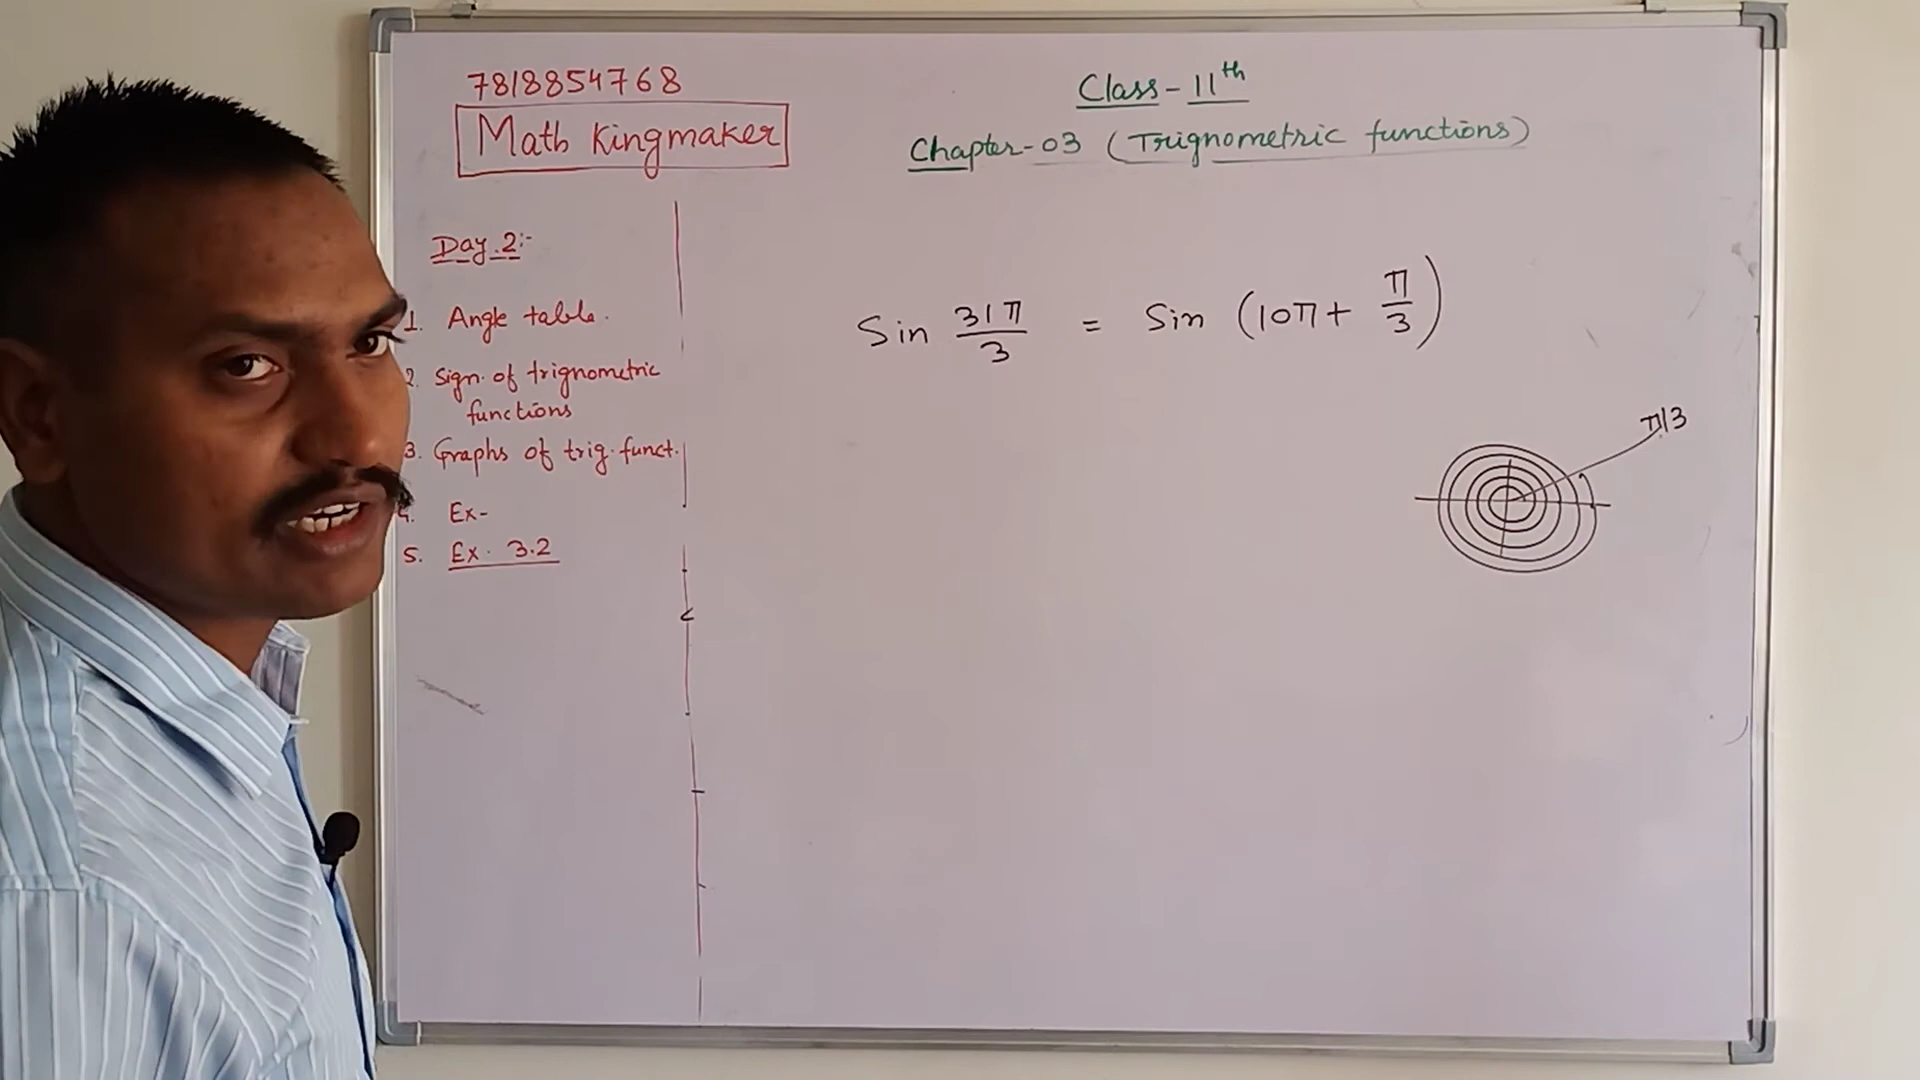 7818854768
Math Kingmaker
Class - 11th
Chapter-03 (Trignometric functions)
Day.2:-
1. Angle table.
2. Sign. of trignometric
functions
3. Graphs of trig. funct.
4. Ex-
5. Ex. 3.2
Sin 31π/3 = Sin (10π + π/3)
π/3